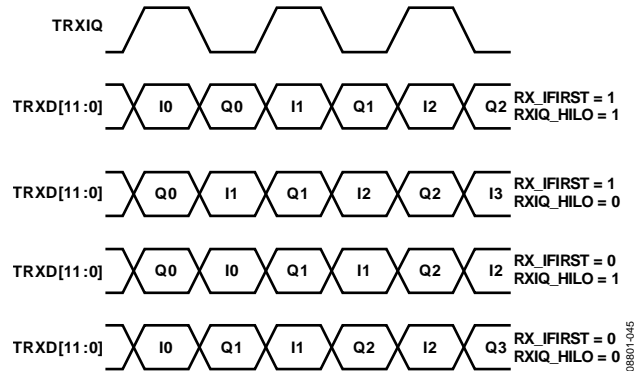 TRXIQ
TRXD[11:0] I0 Q0 I1 Q1 I2 Q2 RX_IFIRST = 1
RXIQ_HILO = 1
TRXD[11:0] Q0 I1 Q1 I2 Q2 I3 RX_IFIRST = 1
RXIQ_HILO = 0
TRXD[11:0] Q0 I0 Q1 I1 Q2 I2 RX_IFIRST = 0
RXIQ_HILO = 1
TRXD[11:0] I0 Q1 I1 Q2 I2 Q3 RX_IFIRST = 0
RXIQ_HILO = 0
08801-045